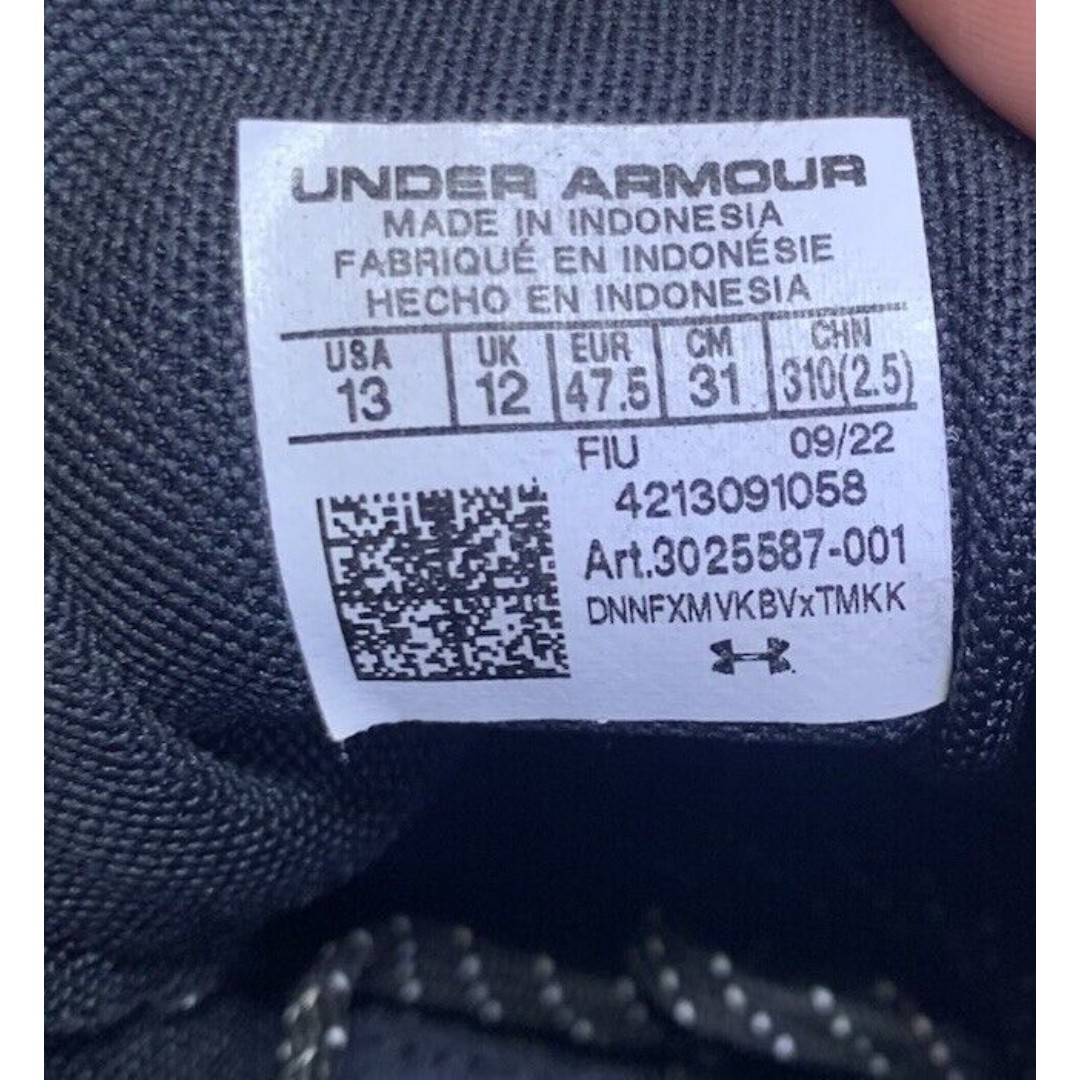 UNDER ARMOUR
MADE IN INDONESIA
FABRIQUÉ EN INDONÉSIE
HECHO EN INDONESIA
USA UK EUR CM CHN
13 12 47.5 31 310(2.5)
FIU 09/22
4213091058
Art.3025587-001
DNNFXMVKBVxTMKK